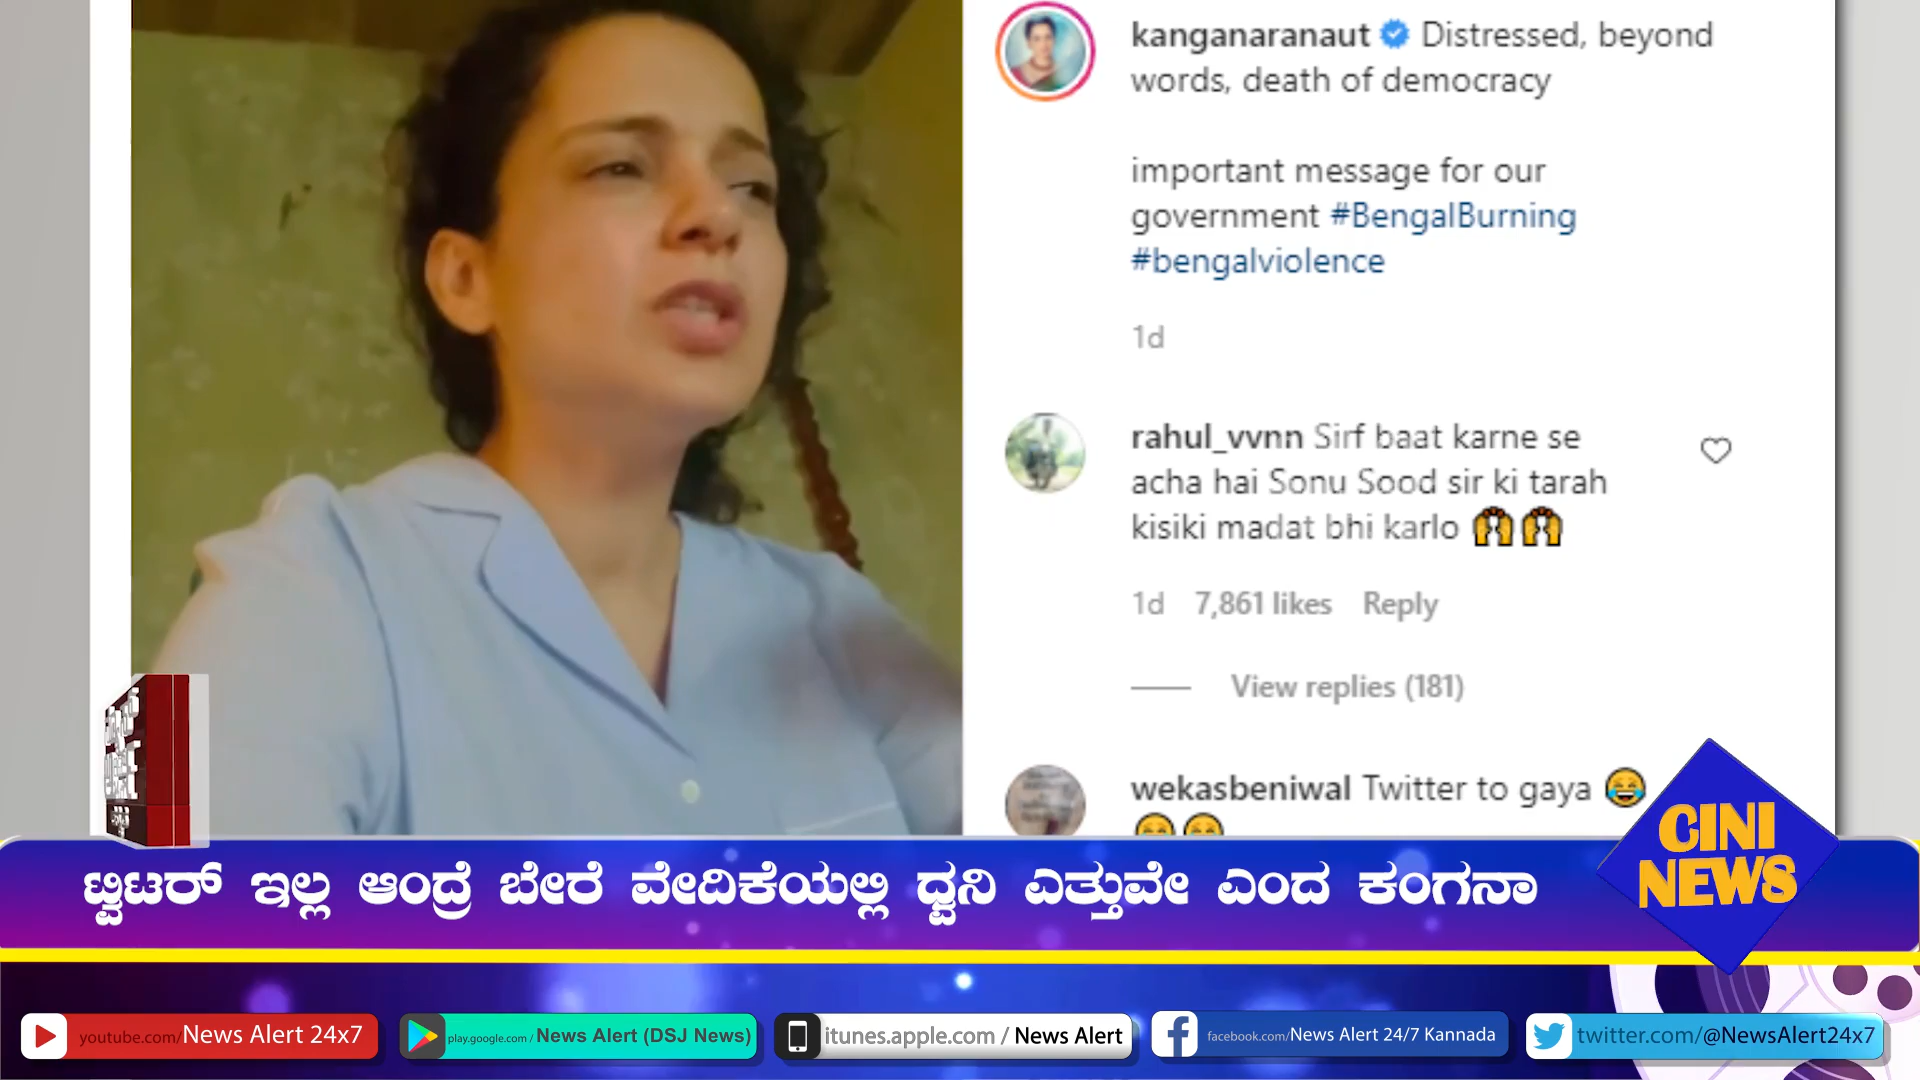 kanganaranaut Distressed, beyond
words, death of democracy
important message for our
government #BengalBurning
#bengalviolence
1d
rahul_vvnn Sirf baat karne se
acha hai Sonu Sood sir ki tarah
kisiki madat bhi karlo 🙌🙌
1d 7,861 likes Reply
View replies (181)
wekasbeniwal Twitter to gaya 😂
😂😂
CINI
NEWS
ಟ್ವಿಟರ್ ಇಲ್ಲ ಆಂದ್ರೆ ಬೇರೆ ವೇದಿಕೆಯಲ್ಲಿ ಧ್ವನಿ ಎತ್ತುವೇ ಎಂದ ಕಂಗನಾ
youtube.com/News Alert 24x7
play.google.com / News Alert (DSJ News)
itunes.apple.com / News Alert
facebook.com/News Alert 24/7 Kannada
twitter.com/@NewsAlert24x7